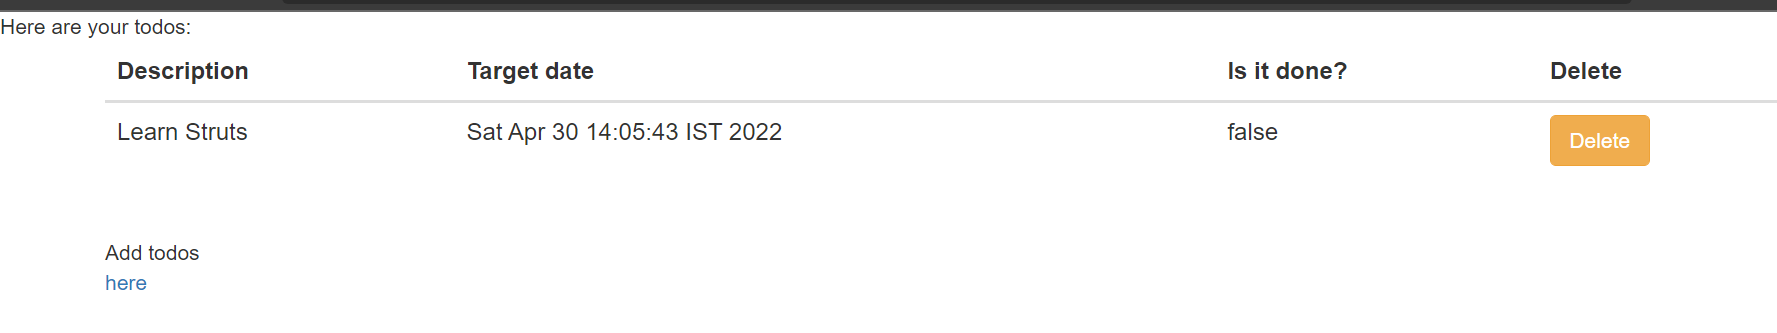 Here are your todos:
Description Target date Is it done? Delete
Learn Struts Sat Apr 30 14:05:43 IST 2022 false Delete
Add todos
here